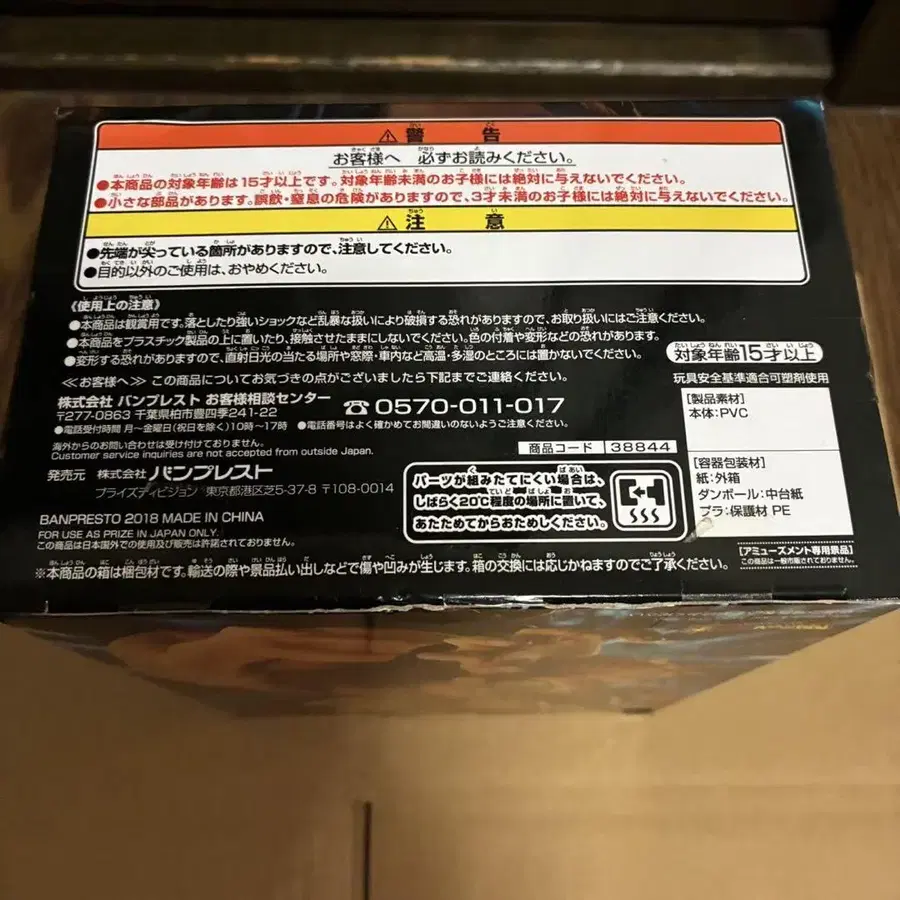 ⚠ 警 告
お客様へ 必ずお読みください。
●本商品の対象年齢は15才以上です。対象年齢未満のお子様には絶対に与えないでください。
●小さな部品があります。誤飲・窒息の危険がありますので、3才未満のお子様には絶対に与えないでください。
⚠ 注 意
●先端が尖っている箇所がありますので、注意してください。
●目的以外のご使用は、おやめください。
《使用上の注意》
●本商品は観賞用です。落としたり強いショックなど乱暴な扱いにより破損する恐れがありますので、お取り扱いにはご注意ください。
●本商品をプラスチック製品の上に置いたり、接触させたままにしないでください。色の付着や変形などの恐れがあります。
●変形する恐れがありますので、直射日光の当たる場所や窓際・車内など高温・多湿のところには置かないでください。
対象年齢15才以上
≪お客様へ≫ この商品についてお気づきの点がございましたら下記までご連絡ください。
玩具安全基準適合可塑剤使用
株式会社 バンプレスト お客様相談センター
〒277-0863 千葉県柏市豊四季241-22
☎0570-011-017
●電話受付時間 月〜金曜日(祝日を除く)10時〜17時 ●電話番号はよく確かめてお間違いのないようご注意ください。
海外からのお問い合わせは受け付けておりません。
Customer service inquiries are not accepted from outside Japan.
商品コード 38844
[製品素材]
本体:PVC
発売元 株式会社バンプレスト
プライズディビジョン 東京都港区芝5-37-8 〒108-0014
パーツが組みたてにくい場合は、
しばらく20℃程度の場所に置いて、
あたためてからおためしください。
[容器包装材]
紙:外箱
ダンボール:中台紙
プラ:保護材 PE
BANPRESTO 2018 MADE IN CHINA
FOR USE AS PRIZE IN JAPAN ONLY.
この商品は日本国外での使用及び販売は許諾されておりません。
[アミューズメント専用景品]
この商品は一般市販されておりません。
※本商品の箱は梱包材です。輸送の際や景品払い出しなどで傷や凹みが生じます。箱の交換には応じかねますのでご了承ください。